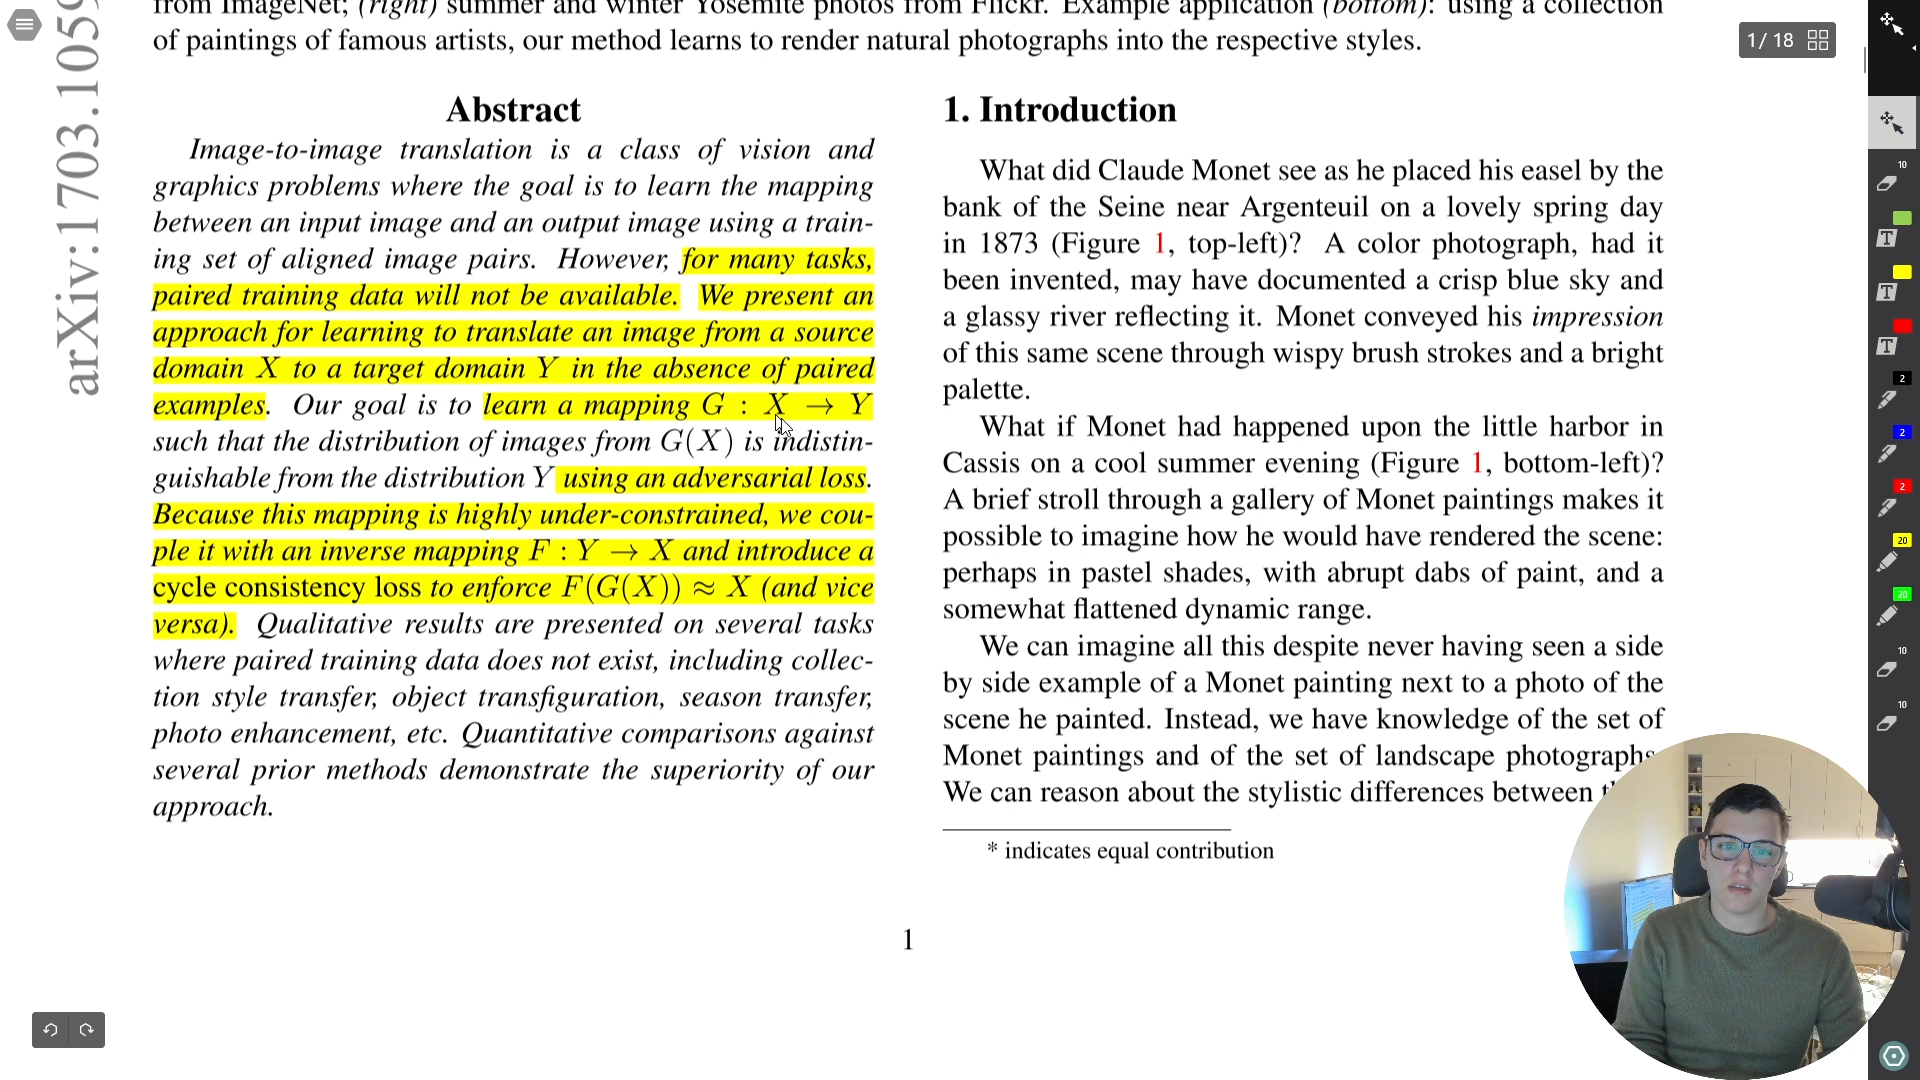 from ImageNet; (right) summer and winter Yosemite photos from Flickr. Example application (bottom): using a collection
of paintings of famous artists, our method learns to render natural photographs into the respective styles.
1/ 18
arXiv:1703.1059
Abstract
Image-to-image translation is a class of vision and
graphics problems where the goal is to learn the mapping
between an input image and an output image using a train-
ing set of aligned image pairs. However, for many tasks,
paired training data will not be available. We present an
approach for learning to translate an image from a source
domain X to a target domain Y in the absence of paired
examples. Our goal is to learn a mapping G : X → Y
such that the distribution of images from G(X) is indistin-
guishable from the distribution Y using an adversarial loss.
Because this mapping is highly under-constrained, we cou-
ple it with an inverse mapping F : Y → X and introduce a
cycle consistency loss to enforce F(G(X)) ≈ X (and vice
versa). Qualitative results are presented on several tasks
where paired training data does not exist, including collec-
tion style transfer, object transfiguration, season transfer,
photo enhancement, etc. Quantitative comparisons against
several prior methods demonstrate the superiority of our
approach.
1. Introduction
What did Claude Monet see as he placed his easel by the
bank of the Seine near Argenteuil on a lovely spring day
in 1873 (Figure 1, top-left)? A color photograph, had it
been invented, may have documented a crisp blue sky and
a glassy river reflecting it. Monet conveyed his impression
of this same scene through wispy brush strokes and a bright
palette.
What if Monet had happened upon the little harbor in
Cassis on a cool summer evening (Figure 1, bottom-left)?
A brief stroll through a gallery of Monet paintings makes it
possible to imagine how he would have rendered the scene:
perhaps in pastel shades, with abrupt dabs of paint, and a
somewhat flattened dynamic range.
We can imagine all this despite never having seen a side
by side example of a Monet painting next to a photo of the
scene he painted. Instead, we have knowledge of the set of
Monet paintings and of the set of landscape photographs
We can reason about the stylistic differences between
* indicates equal contribution
1
10
T
T
T
2
2
2
20
20
10
10